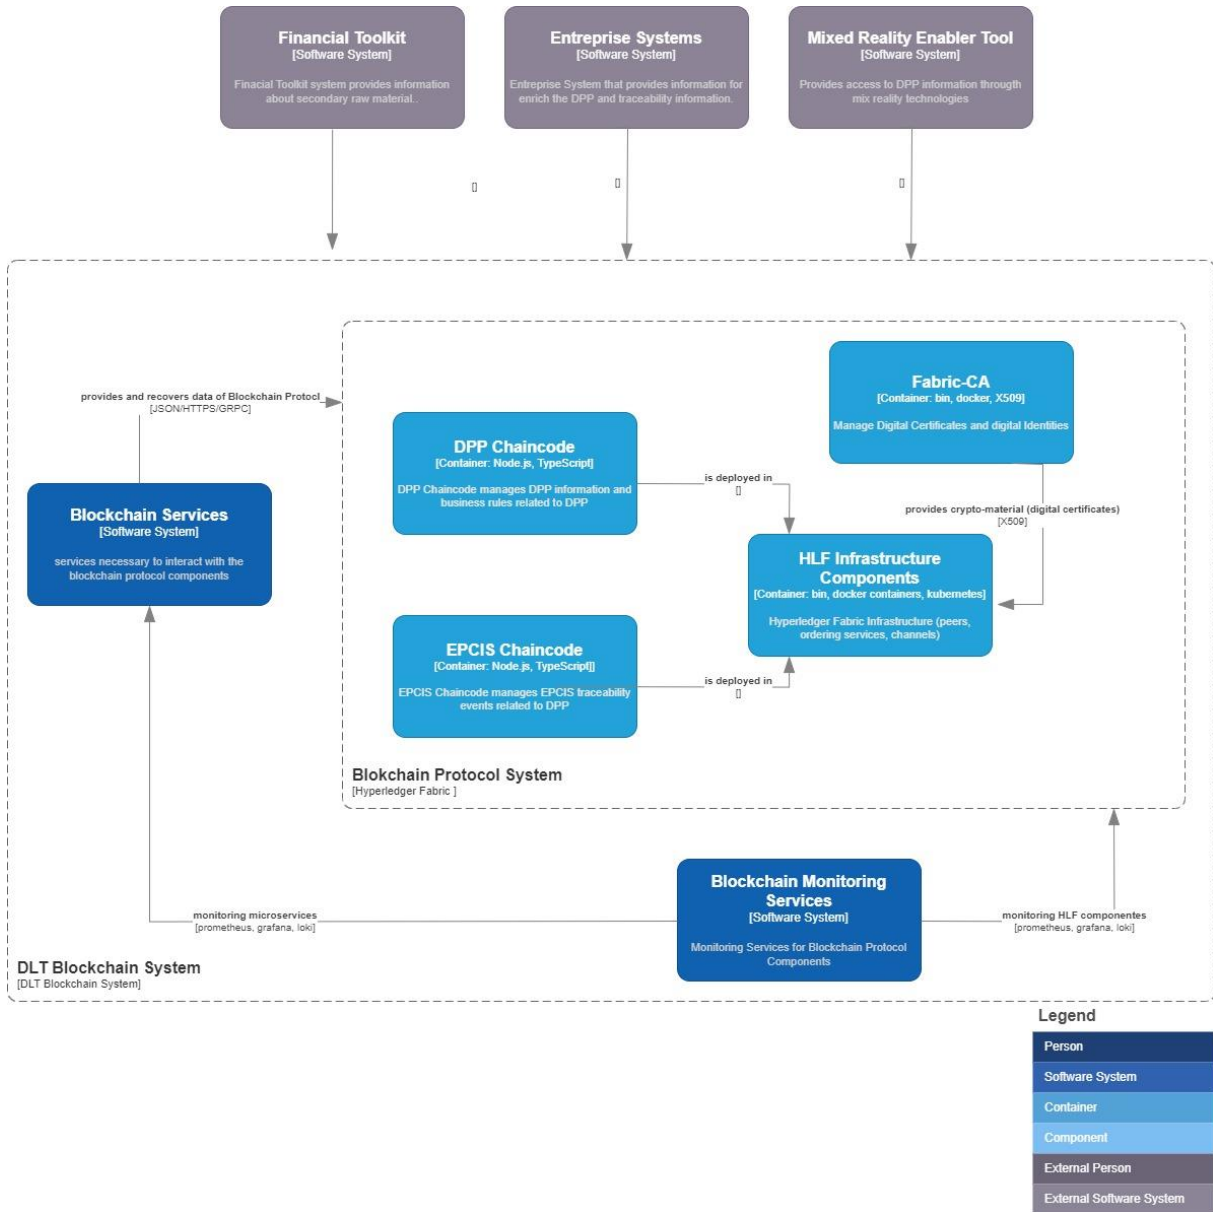 Financial Toolkit
[Software System]
Finacial Toolkit system provides information
about secondary raw material..
Entreprise Systems
[Software System]
Entreprise System that provides information for
enrich the DPP and traceability information.
Mixed Reality Enabler Tool
[Software System]
Provides access to DPP information througth
mix reality technologies
provides and recovers data of Blockchain Protocl
[JSON/HTTPS/GRPC]
Fabric-CA
[Container: bin, docker, X509]
Manage Digital Certificates and digital Identities
DPP Chaincode
[Container: Node.js, TypeScript]
DPP Chaincode manages DPP information and
business rules related to DPP
is deployed in
provides crypto-material (digital certificates)
[X509]
Blockchain Services
[Software System]
services necessary to interact with the
blockchain protocol components
HLF Infrastructure
Components
[Container: bin, docker containers, kubernetes]
Hyperledger Fabric Infrastructure (peers,
ordering services, channels)
EPCIS Chaincode
[Container: Node.js, TypeScript]]
EPCIS Chaincode manages EPCIS traceability
events related to DPP
is deployed in
Blokchain Protocol System
[Hyperledger Fabric ]
Blockchain Monitoring
Services
[Software System]
Monitoring Services for Blockchain Protocol
Components
monitoring microservices
[prometheus, grafana, loki]
monitoring HLF componentes
[prometheus, grafana, loki]
DLT Blockchain System
[DLT Blockchain System]
Legend
Person
Software System
Container
Component
External Person
External Software System